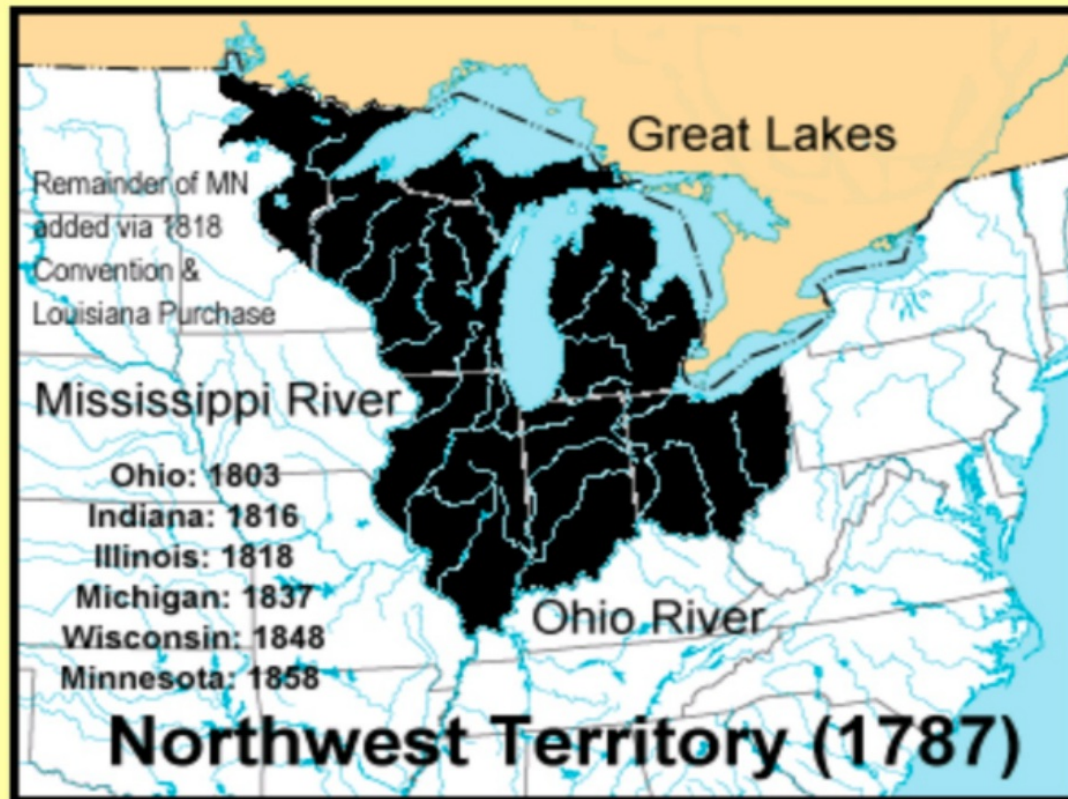 Great Lakes
Remainder of MN
added via 1818
Convention &
Louisiana Purchase
Mississippi River
Ohio: 1803
Indiana: 1816
Illinois: 1818
Michigan: 1837
Wisconsin: 1848
Minnesota: 1858
Ohio River
Northwest Territory (1787)